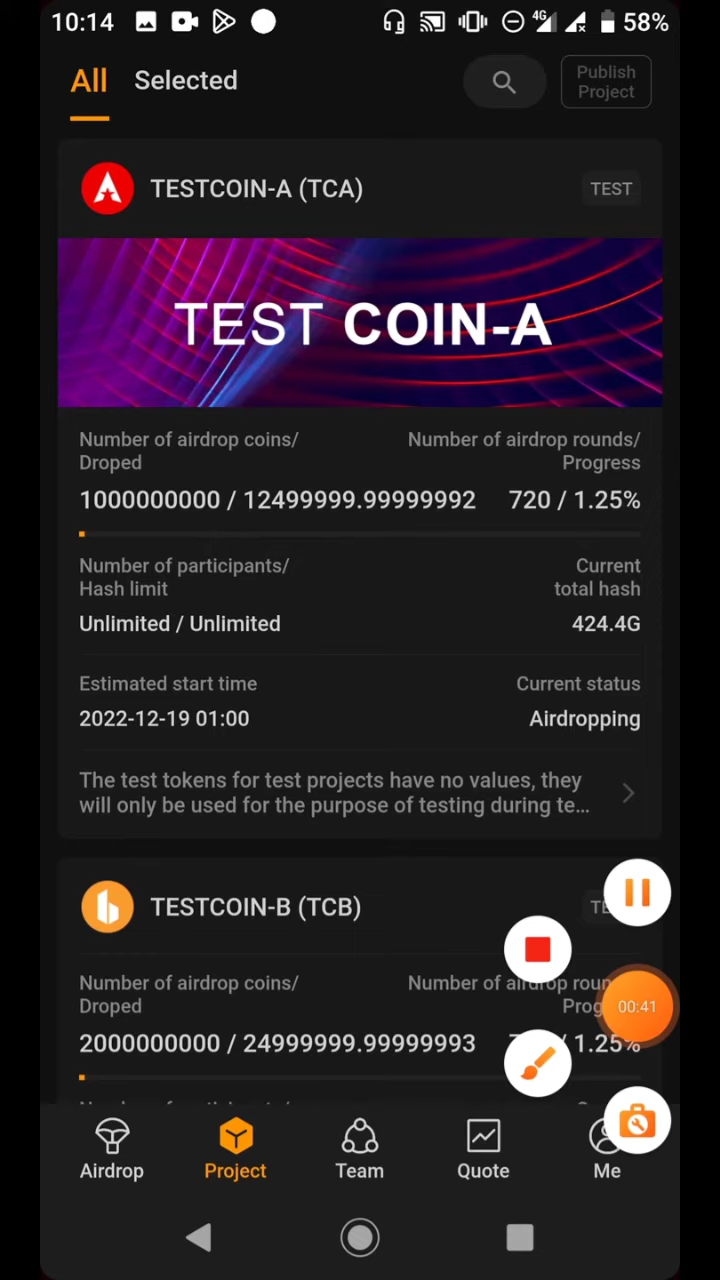 10:14
4G
58%
All
Selected
Publish
Project
TESTCOIN-A (TCA)
TEST
TEST COIN-A
Number of airdrop coins/
Droped
Number of airdrop rounds/
Progress
1000000000 / 12499999.99999992
720 / 1.25%
Number of participants/
Hash limit
Current
total hash
Unlimited / Unlimited
424.4G
Estimated start time
Current status
2022-12-19 01:00
Airdropping
The test tokens for test projects have no values, they
will only be used for the purpose of testing during te...
TESTCOIN-B (TCB)
Number of airdrop coins/
Droped
Number of airdrop
2000000000 / 24999999.99999993
1.25%
00:41
Airdrop
Project
Team
Quote
Me